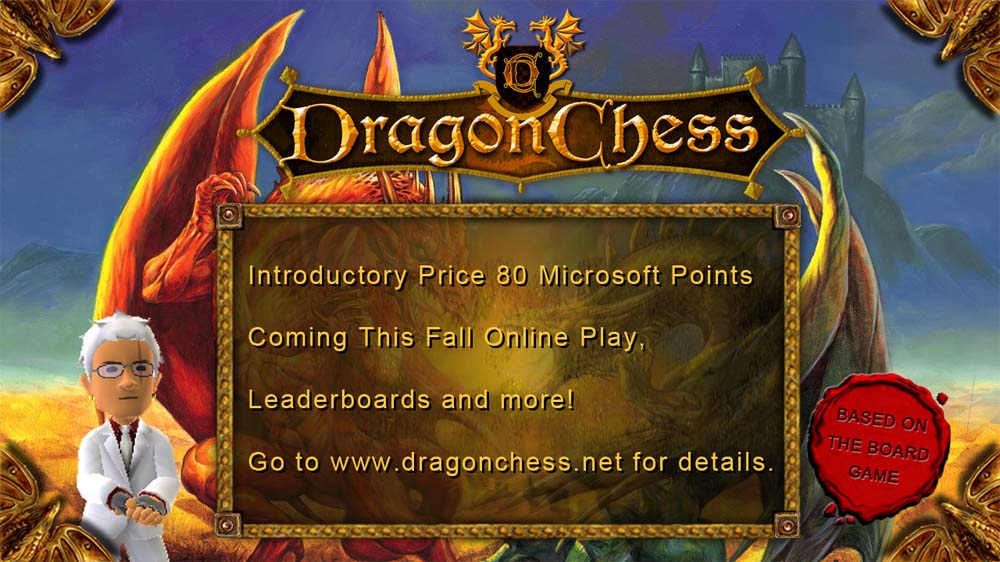 DragonChess
Introductory Price 80 Microsoft Points
Coming This Fall Online Play,
Leaderboards and more!
Go to www.dragonchess.net for details.
BASED ON
THE BOARD
GAME